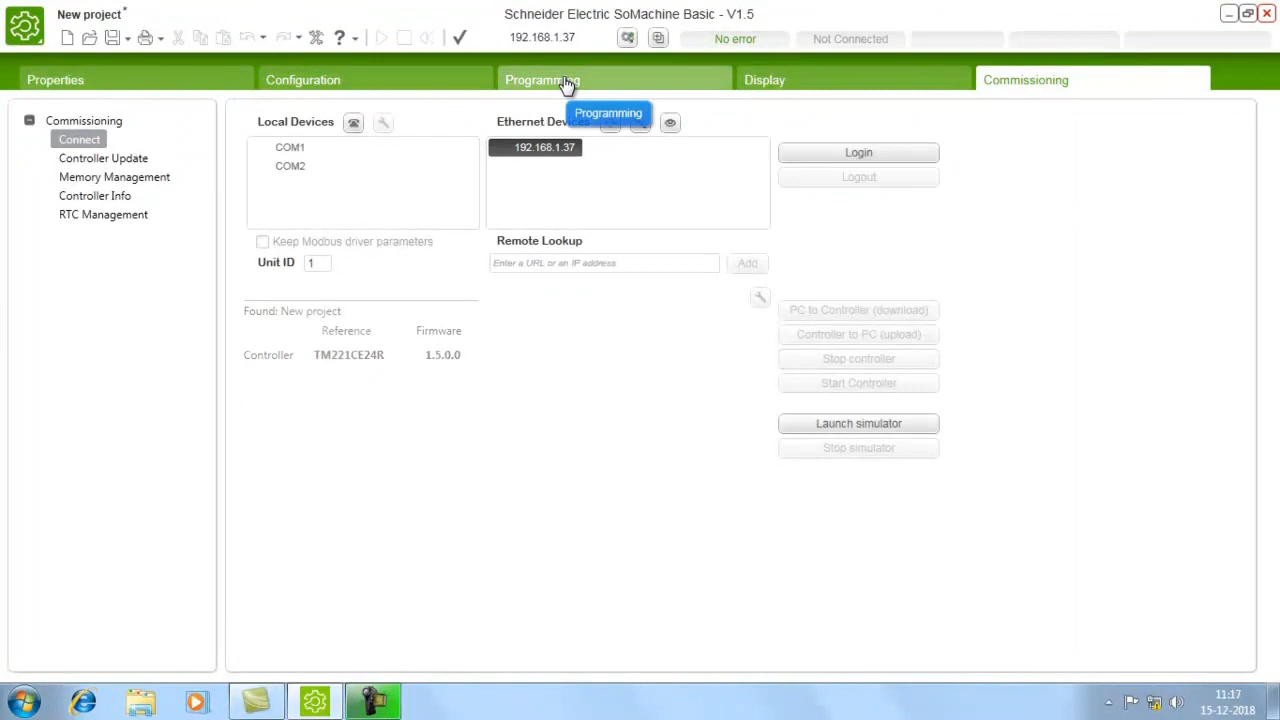 New project *
Schneider Electric SoMachine Basic - V1.5
192.168.1.37
No error
Not Connected
Properties
Configuration
Programming
Display
Commissioning
Programming
Commissioning
Connect
Controller Update
Memory Management
Controller Info
RTC Management
Local Devices
COM1
COM2
Keep Modbus driver parameters
Unit ID 1
Found: New project
Reference Firmware
Controller TM221CE24R 1.5.0.0
Ethernet Devices
192.168.1.37
Remote Lookup
Enter a URL or an IP address
Add
Login
Logout
PC to Controller (download)
Controller to PC (upload)
Stop controller
Start Controller
Launch simulator
Stop simulator
11:17
15-12-2018